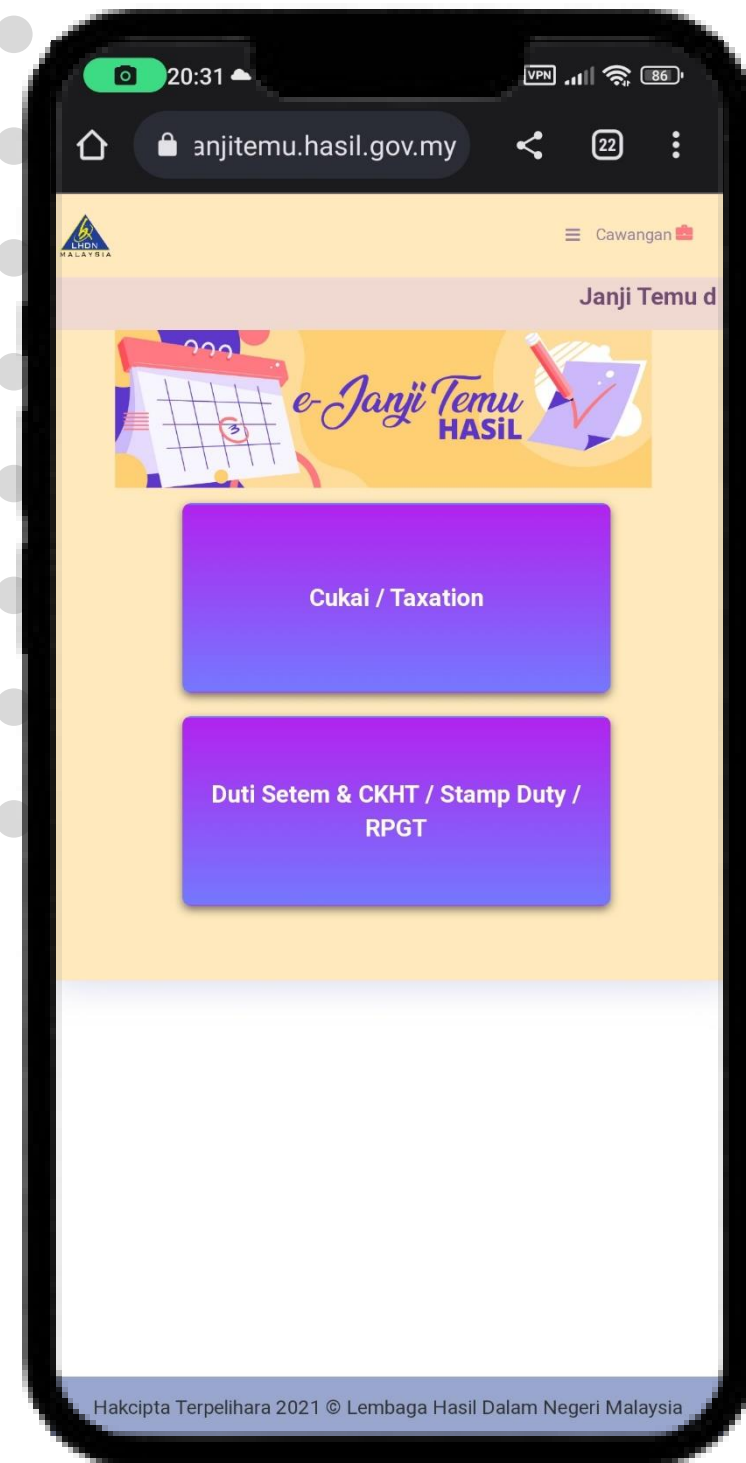 20:31
VPN
86
anjitemu.hasil.gov.my
22
LHDN
MALAYSIA
Cawangan
Janji Temu d
e-Janji Temu
HASiL
3
Cukai / Taxation
Duti Setem & CKHT / Stamp Duty /
RPGT
Hakcipta Terpelihara 2021 © Lembaga Hasil Dalam Negeri Malaysia